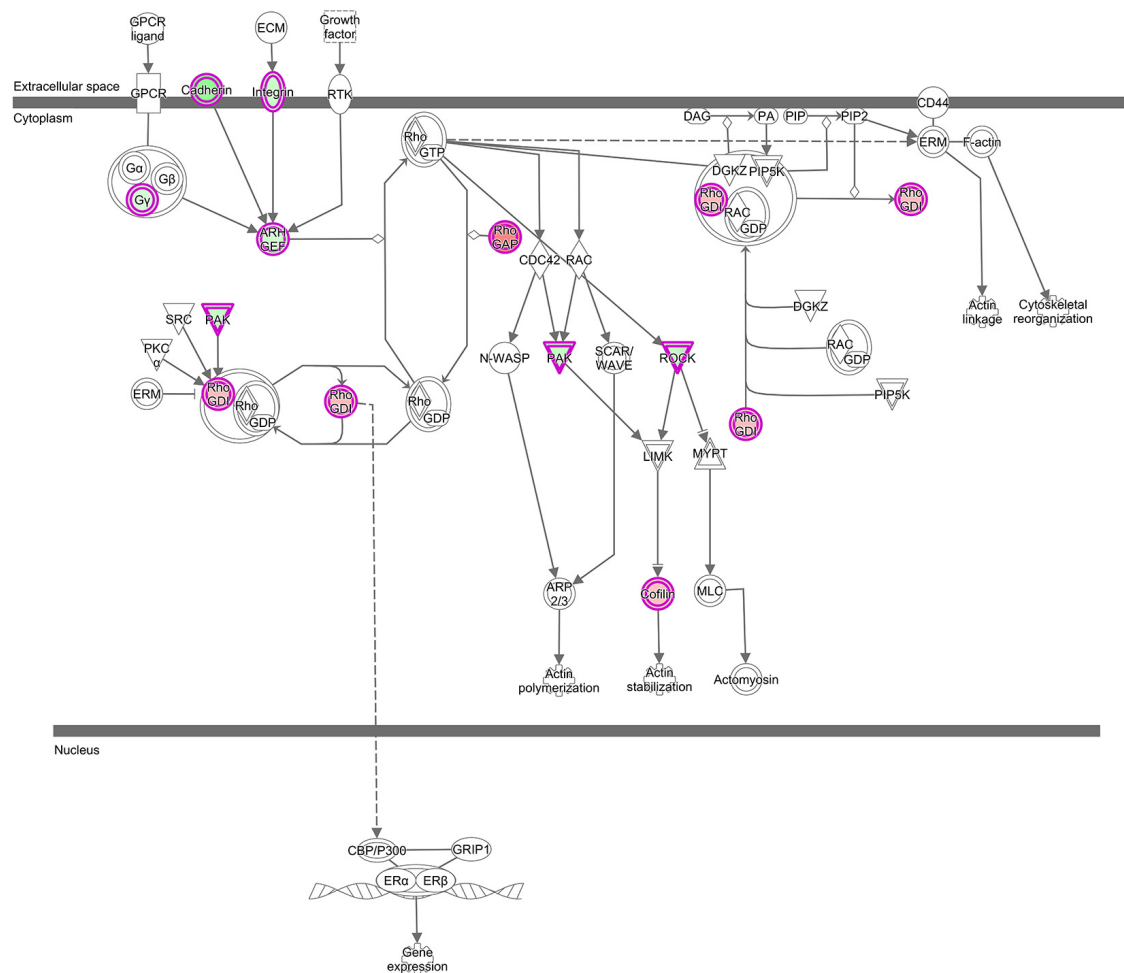 GPCR
ligand
ECM
Growth
factor
Extracellular space
GPCR
Cadherin
Integrin
RTK
Cytoplasm
DAG
PA
PIP
PIP2
CD44
Rho
GTP
ERM
F-actin
DGKZ
PIP5K
Gα
Gβ
Gγ
Rho
GDI
RAC
GDP
Rho
GDI
ARH
GEF
Rho
GAP
CDC42
RAC
SRC
PAK
DGKZ
Actin
linkage
Cytoskeletal
reorganization
PKC
α
N-WASP
PAK
SCAR/
WAVE
ROCK
RAC
GDP
ERM
Rho
GDI
Rho
GDP
Rho
GDI
Rho
GDP
PIP5K
Rho
GDI
LIMK
MYPT
ARP
2/3
Cofilin
MLC
Actin
polymerization
Actin
stabilization
Actomyosin
Nucleus
CBP/P300
GRIP1
ERα
ERβ
Gene
expression